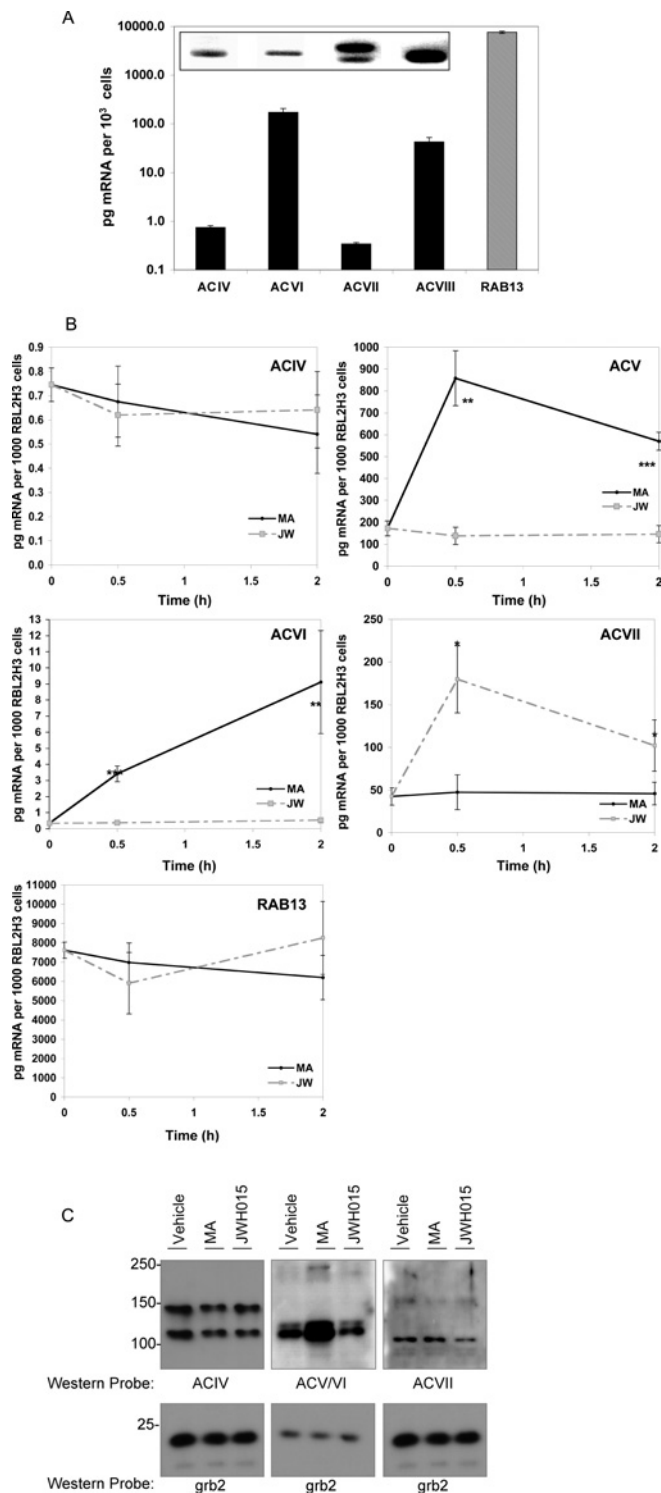 A
pg mRNA per 10³ cells
10000.0
1000.0
100.0
10.0
1.0
0.1
ACIV ACVI ACVII ACVIII RAB13
B
ACIV
pg mRNA per 1000 RBL2H3 cells
0.9
0.8
0.7
0.6
0.5
0.4
0.3
0.2
0.1
0.0
MA
JW
0 0.5 1 1.5 2
Time (h)
ACV
pg mRNA per 1000 RBL2H3 cells
1000
900
800
700
600
500
400
300
200
100
0
**
***
MA
JW
0 0.5 1 1.5 2
Time (h)
ACVI
pg mRNA per 1000 RBL2H3 cells
13
12
11
10
9
8
7
6
5
4
3
2
1
0
**
MA
JW
0 0.5 1 1.5 2
Time (h)
ACVII
pg mRNA per 1000 RBL2H3 cells
250
200
150
100
50
0
*
*
MA
JW
0 0.5 1 1.5 2
Time (h)
RAB13
pg mRNA per 1000 RBL2H3 cells
13000
12000
11000
10000
9000
8000
7000
6000
5000
4000
3000
2000
1000
0
MA
JW
0 0.5 1 1.5 2
Time (h)
C
Vehicle MA JWH015 Vehicle MA JWH015 Vehicle MA JWH015
250-
150-
100-
Western Probe: ACIV ACV/VI ACVII
25-
Western Probe: grb2 grb2 grb2